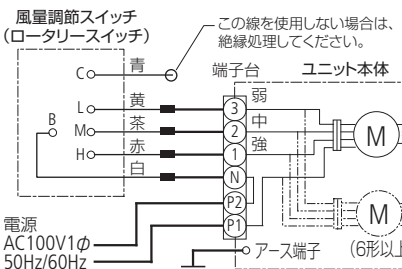 風量調節スイッチ
(ロータリースイッチ)
この線を使用しない場合は、
絶縁処理してください。
C 青
端子台 ユニット本体
L 黄 3 弱
B M 茶 2 中
H 赤 1 強
白 N
P2
P1
M
M
電源
AC100V1φ
50Hz/60Hz
アース端子 (6形以上